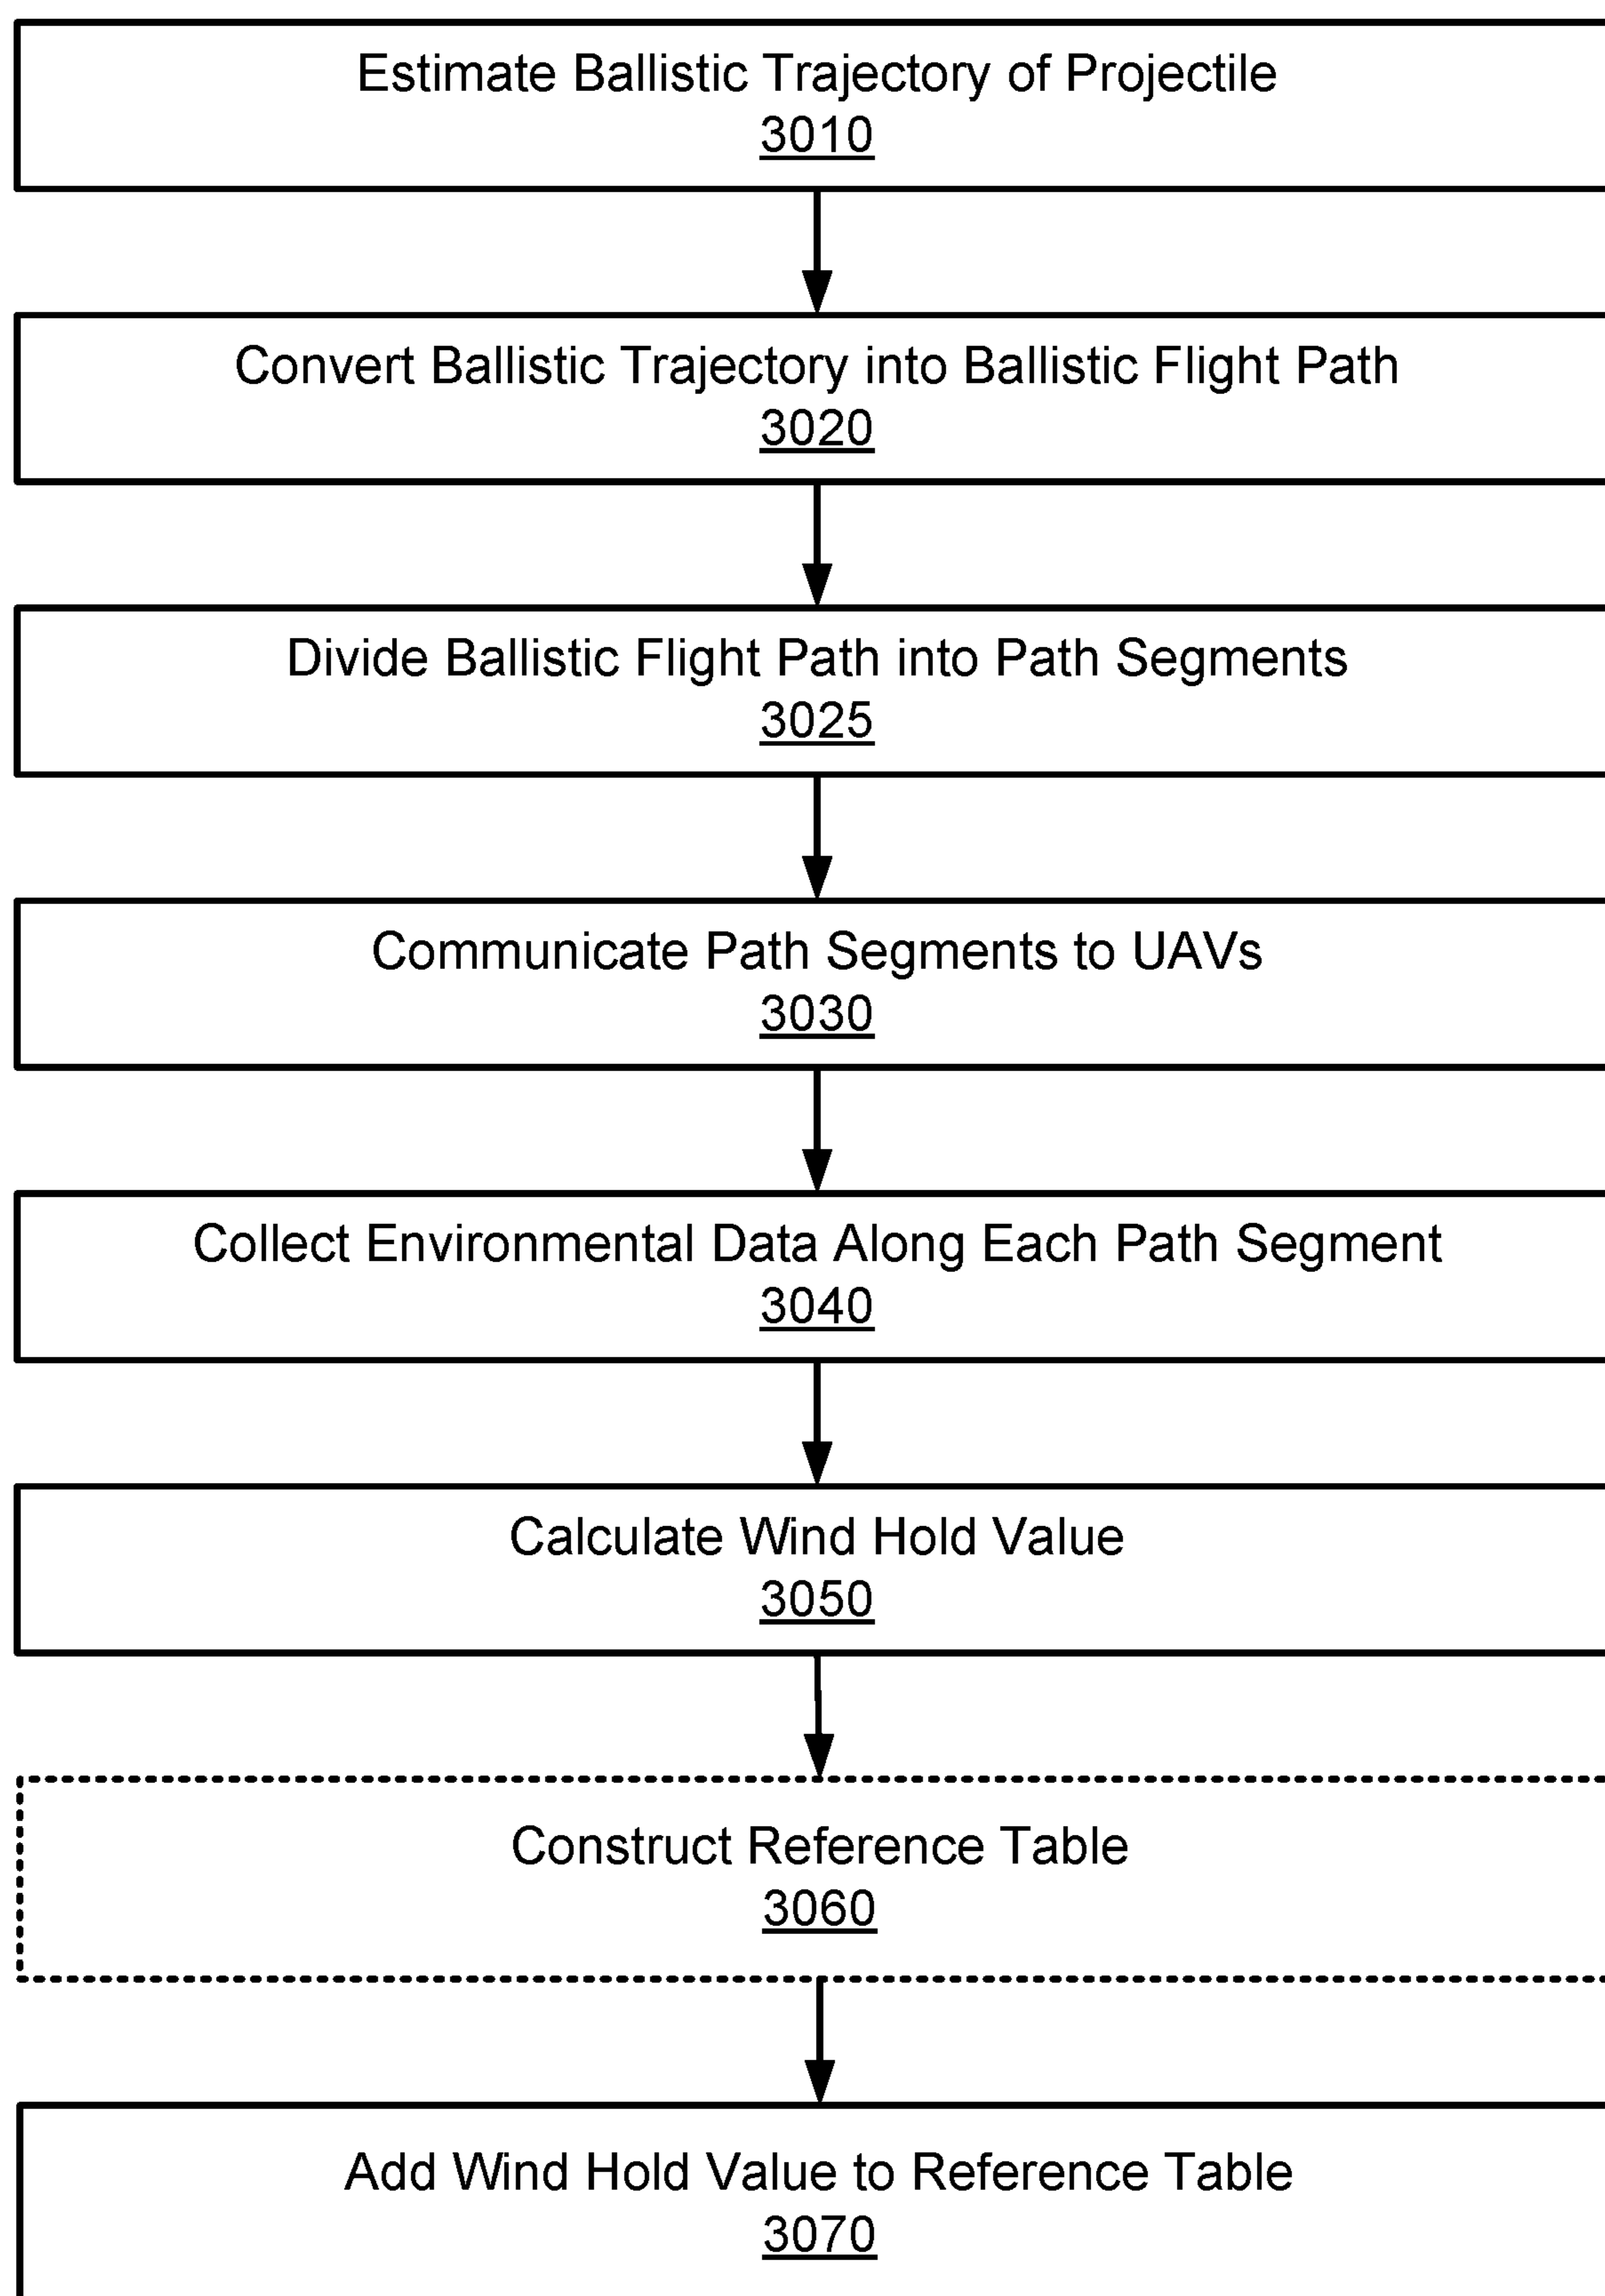 Estimate Ballistic Trajectory of Projectile
3010
Convert Ballistic Trajectory into Ballistic Flight Path
3020
Divide Ballistic Flight Path into Path Segments
3025
Communicate Path Segments to UAVs
3030
Collect Environmental Data Along Each Path Segment
3040
Calculate Wind Hold Value
3050
Construct Reference Table
3060
Add Wind Hold Value to Reference Table
3070